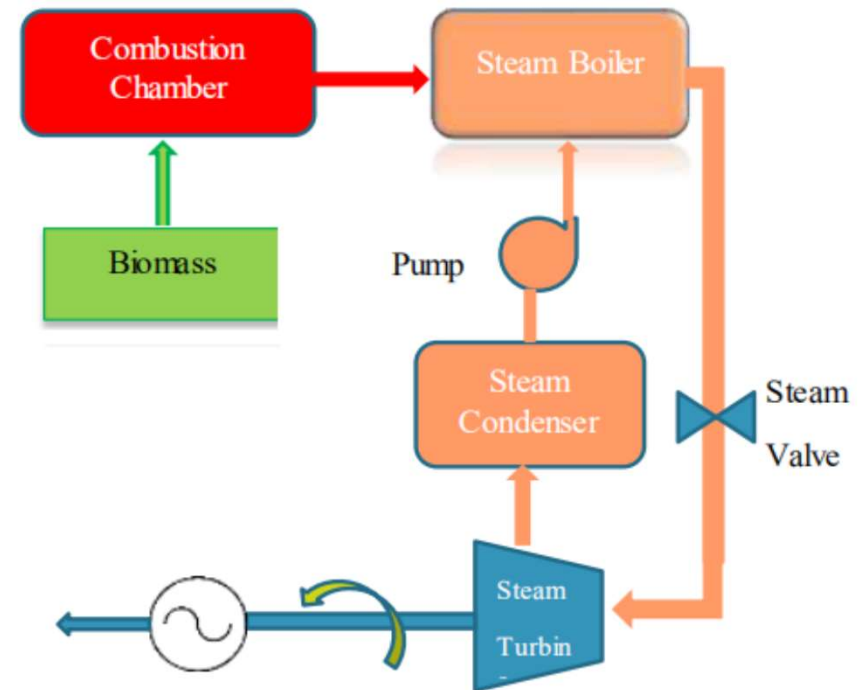 Combustion
Chamber
Steam Boiler
Biomass
Pump
Steam
Condenser
Steam
Valve
Steam
Turbin